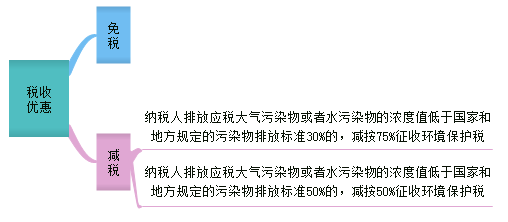 税收
优惠
免
税
减
税
纳税人排放应税大气污染物或者水污染物的浓度值低于国家和
地方规定的污染物排放标准30%的，减按75%征收环境保护税
纳税人排放应税大气污染物或者水污染物的浓度值低于国家和
地方规定的污染物排放标准50%的，减按50%征收环境保护税